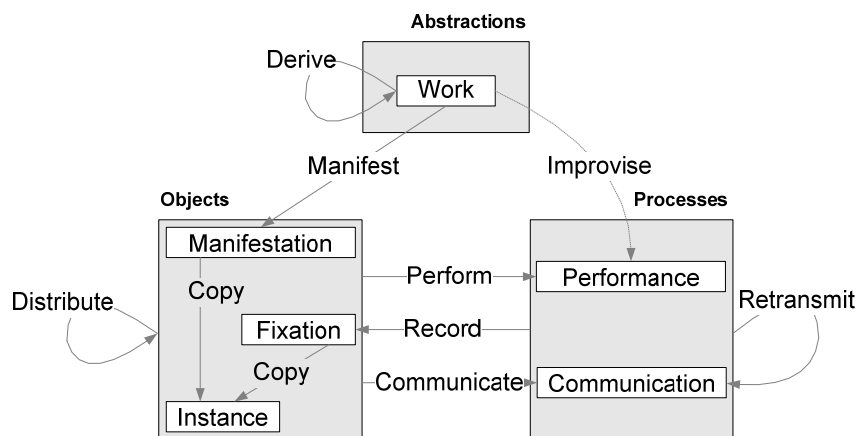 Abstractions
Derive
Work
Manifest
Improvise
Objects
Processes
Manifestation
Perform
Performance
Copy
Distribute
Retransmit
Fixation
Record
Copy
Communicate
Communication
Instance